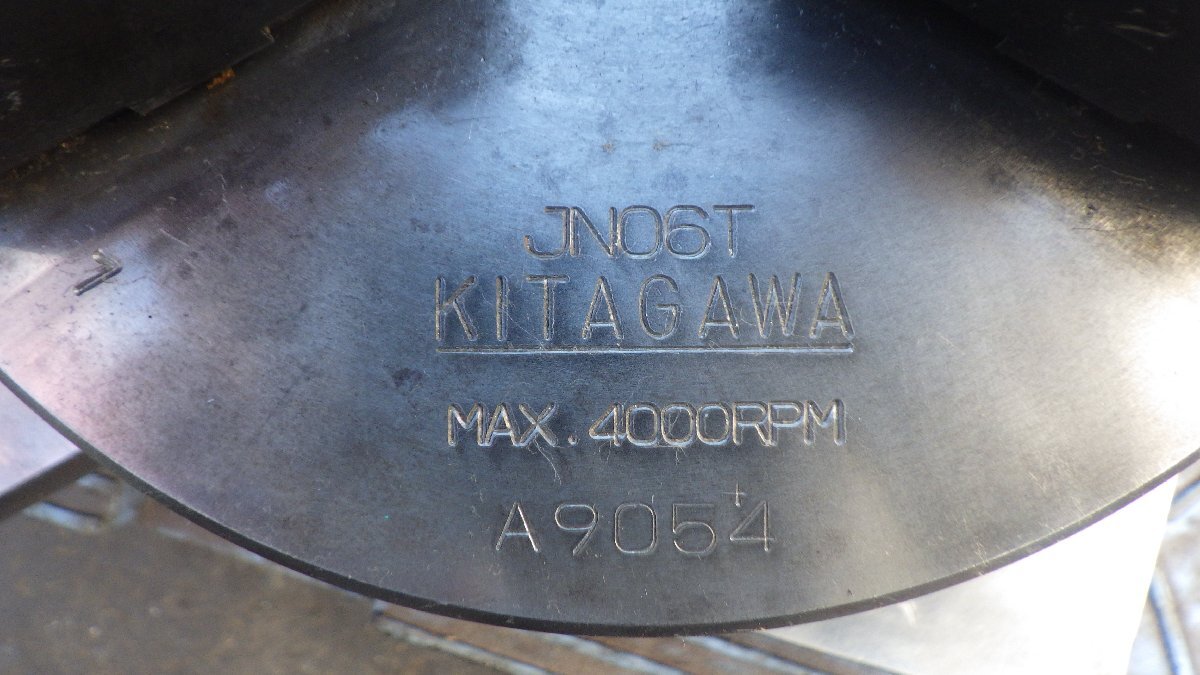 JN06T
KITAGAWA
MAX. 4000RPM
A9054